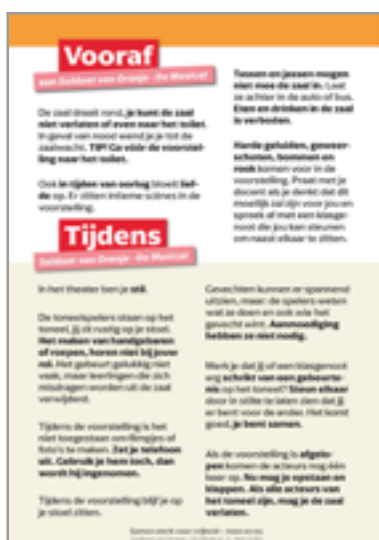 Vooraf
aan Soldaat van Oranje - De Musical
De zaal draait rond, je kunt de zaal
niet verlaten of even naar het toilet.
In geval van nood wend je je tot de
zaalwacht. TIP! Ga vóór de voorstel-
ling naar het toilet.
Ook in tijden van oorlog bloeit lief-
de op. Er zitten intieme scènes in de
voorstelling.
Tassen en jassen mogen
niet mee de zaal in. Laat
ze achter in de auto of bus.
Eten en drinken in de zaal
is verboden.
Harde geluiden, geweer-
schoten, bommen en
rook komen voor in de
voorstelling. Praat met je
docent als je denkt dat dit
moeilijk zal zijn voor jou en
spreek af met een klasge-
noot die jou kan steunen
om naast elkaar te zitten.
Tijdens
Soldaat van Oranje - De Musical
In het theater ben je stil.
De toneelspelers staan op het
toneel, jij zit rustig op je stoel.
Het maken van handgebaren
of roepen, horen niet bij jouw
rol. Het gebeurt gelukkig niet
vaak, maar leerlingen die zich
misdragen worden uit de zaal
verwijderd.
Tijdens de voorstelling is het
niet toegestaan om filmpjes of
foto's te maken. Zet je telefoon
uit. Gebruik je hem toch, dan
wordt hij ingenomen.
Tijdens de voorstelling blijf je op
je stoel zitten.
Gevechten kunnen er spannend
uitzien, maar: de spelers weten
wat ze doen en ook wie het
gevecht wint. Aanmoediging
hebben ze niet nodig.
Merk je dat jij of een klasgenoot
erg schrikt van een gebeurte-
nis op het toneel? Steun elkaar
door in stilte te laten zien dat jij
er bent voor de ander. Het komt
goed, je bent samen.
Als de voorstelling is afgelo-
pen komen de acteurs nog één
keer op. Nu mag je opstaan en
klappen. Als alle acteurs van
het toneel zijn, mag je de zaal
verlaten.